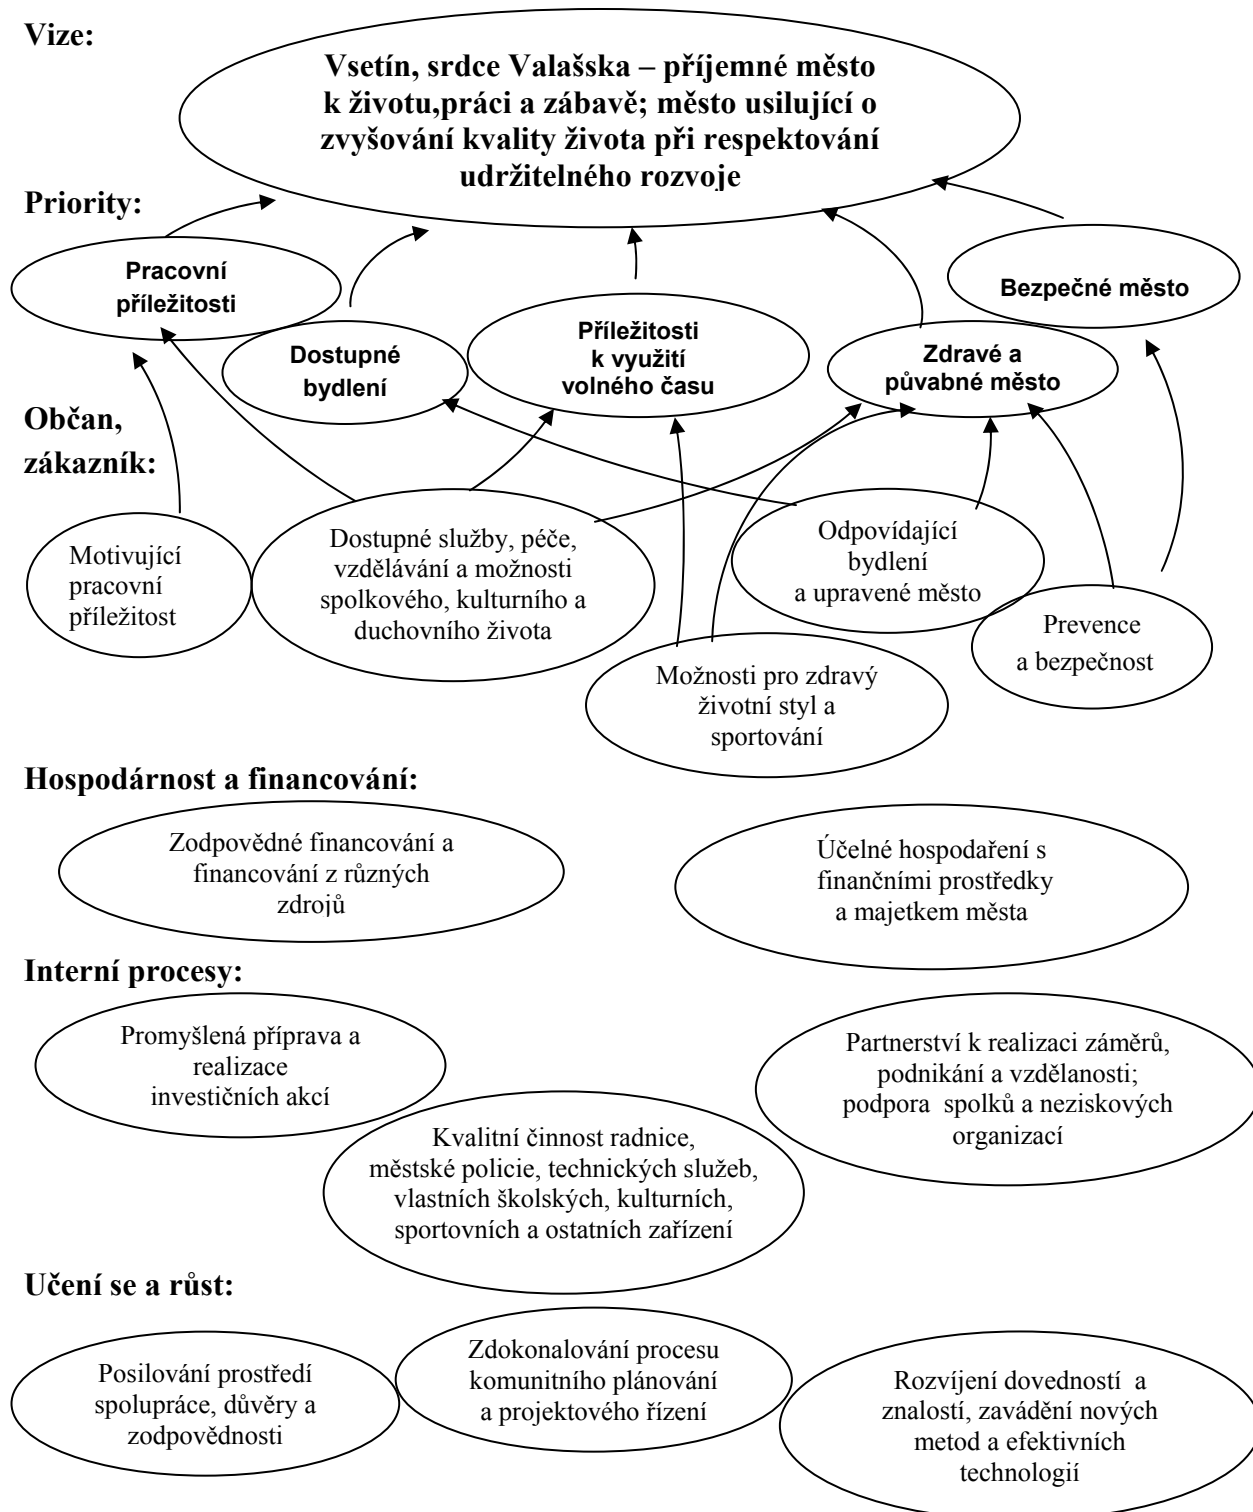 Vize:
Vsetín, srdce Valašska – příjemné město
k životu,práci a zábavě; město usilující o
zvyšování kvality života při respektování
udržitelného rozvoje
Priority:
Pracovní
příležitosti
Dostupné
bydlení
Příležitosti
k využití
volného času
Zdravé a
půvabné město
Bezpečné město
Občan,
zákazník:
Motivující
pracovní
příležitost
Dostupné služby, péče,
vzdělávání a možnosti
spolkového, kulturního a
duchovního života
Možnosti pro zdravý
životní styl a
sportování
Odpovídající
bydlení
a upravené město
Prevence
a bezpečnost
Hospodárnost a financování:
Zodpovědné financování a
financování z různých
zdrojů
Účelné hospodaření s
finančními prostředky
a majetkem města
Interní procesy:
Promyšlená příprava a
realizace
investičních akcí
Kvalitní činnost radnice,
městské policie, technických služeb,
vlastních školských, kulturních,
sportovních a ostatních zařízení
Partnerství k realizaci záměrů,
podnikání a vzdělanosti;
podpora spolků a neziskových
organizací
Učení se a růst:
Posilování prostředí
spolupráce, důvěry a
zodpovědnosti
Zdokonalování procesu
komunitního plánování
a projektového řízení
Rozvíjení dovedností a
znalostí, zavádění nových
metod a efektivních
technologií